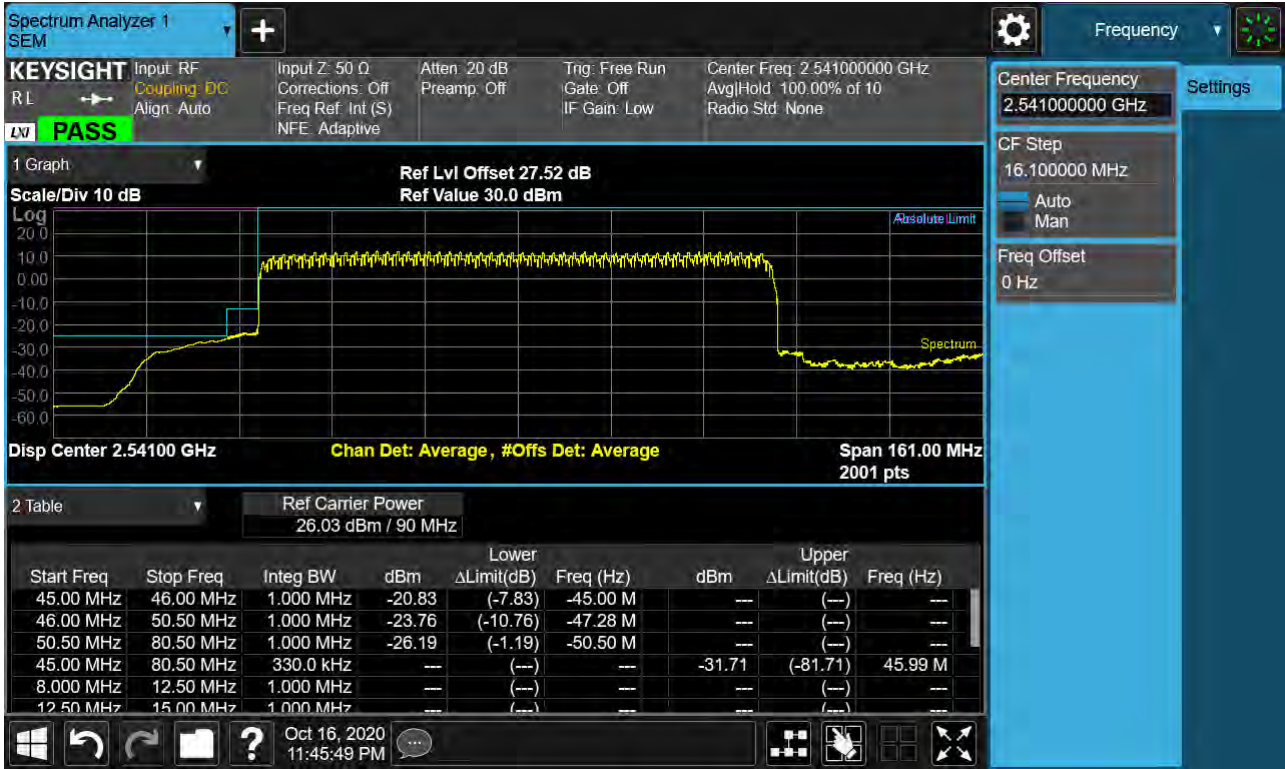 Spectrum Analyzer 1
SEM
Frequency
KEYSIGHT
R L
LXI
PASS
Input: RF
Coupling: DC
Align: Auto
Input Z: 50 Ω
Corrections: Off
Freq Ref: Int (S)
NFE: Adaptive
Atten: 20 dB
Preamp: Off
Trig: Free Run
Gate: Off
IF Gain: Low
Center Freq: 2.541000000 GHz
Avg|Hold: 100.00% of 10
Radio Std: None
Center Frequency
2.541000000 GHz
Settings
CF Step
16.100000 MHz
Auto
Man
Freq Offset
0 Hz
1 Graph
Scale/Div 10 dB
Ref Lvl Offset 27.52 dB
Ref Value 30.0 dBm
Log
Absolute Limit
20.0
10.0
0.00
-10.0
-20.0
-30.0
-40.0
-50.0
-60.0
Spectrum
Disp Center 2.54100 GHz
Chan Det: Average, #Offs Det: Average
Span 161.00 MHz
2001 pts
2 Table
Ref Carrier Power
26.03 dBm / 90 MHz
Lower Upper
Start Freq Stop Freq Integ BW dBm ΔLimit(dB) Freq (Hz) dBm ΔLimit(dB) Freq (Hz)
45.00 MHz 46.00 MHz 1.000 MHz -20.83 (-7.83) -45.00 M --- (---) ---
46.00 MHz 50.50 MHz 1.000 MHz -23.76 (-10.76) -47.28 M --- (---) ---
50.50 MHz 80.50 MHz 1.000 MHz -26.19 (-1.19) -50.50 M --- (---) ---
45.00 MHz 80.50 MHz 330.0 kHz --- (---) --- -31.71 (-81.71) 45.99 M
8.000 MHz 12.50 MHz 1.000 MHz --- (---) --- --- (---) ---
12.50 MHz 15.00 MHz 1.000 MHz --- (---) --- --- (---) ---
Oct 16, 2020
11:45:49 PM